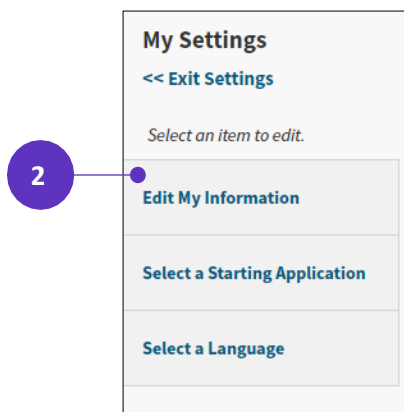 My Settings
<< Exit Settings
Select an item to edit.
2
Edit My Information
Select a Starting Application
Select a Language